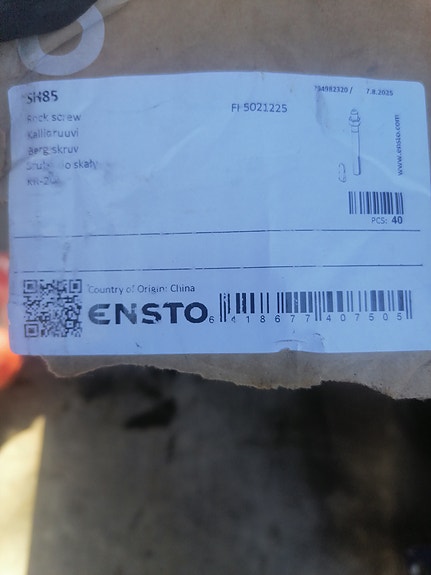 SH85
FI 5021225
7.8.2025
Rock screw
Kallioruuvi
Bergskruv
www.ensto.com
PCS: 40
Country of Origin: China
ENSTO
6 418677 407505